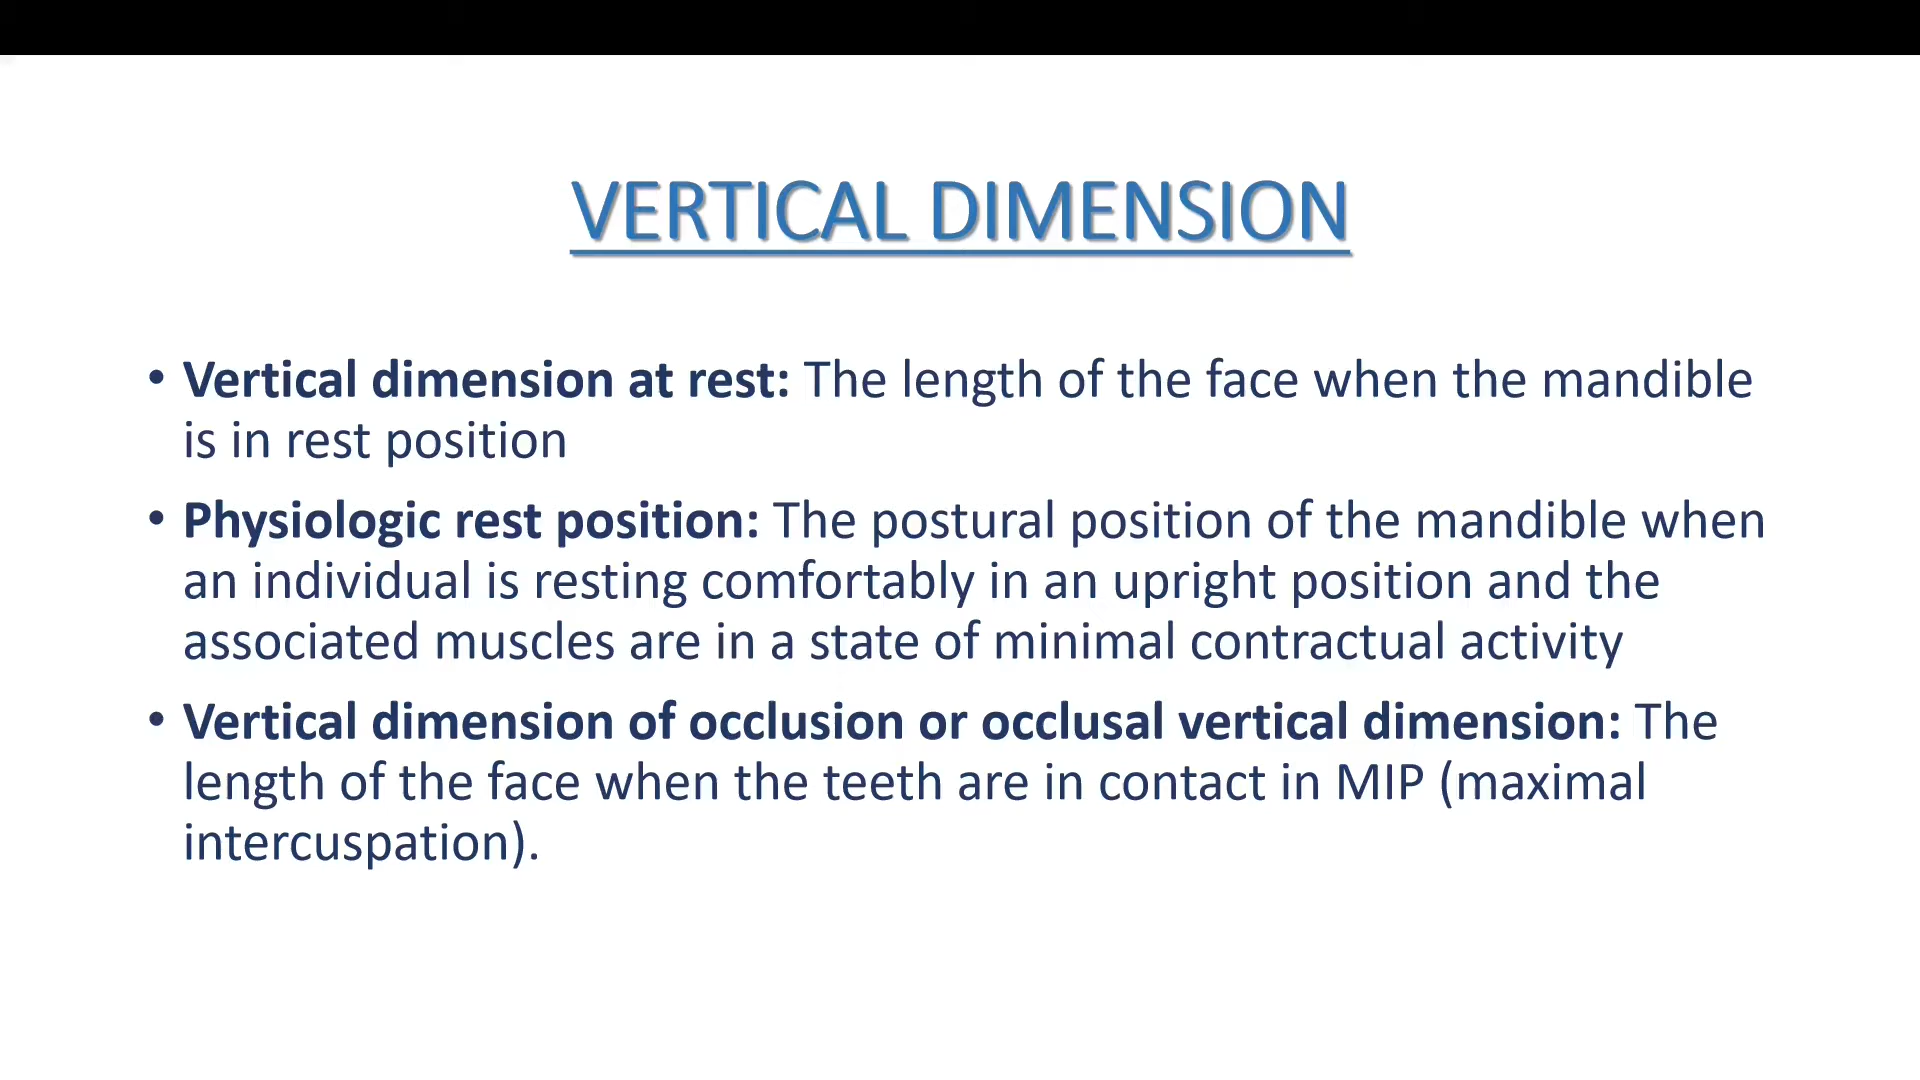 VERTICAL DIMENSION
• Vertical dimension at rest: The length of the face when the mandible
is in rest position
• Physiologic rest position: The postural position of the mandible when
an individual is resting comfortably in an upright position and the
associated muscles are in a state of minimal contractual activity
• Vertical dimension of occlusion or occlusal vertical dimension: The
length of the face when the teeth are in contact in MIP (maximal
intercuspation).